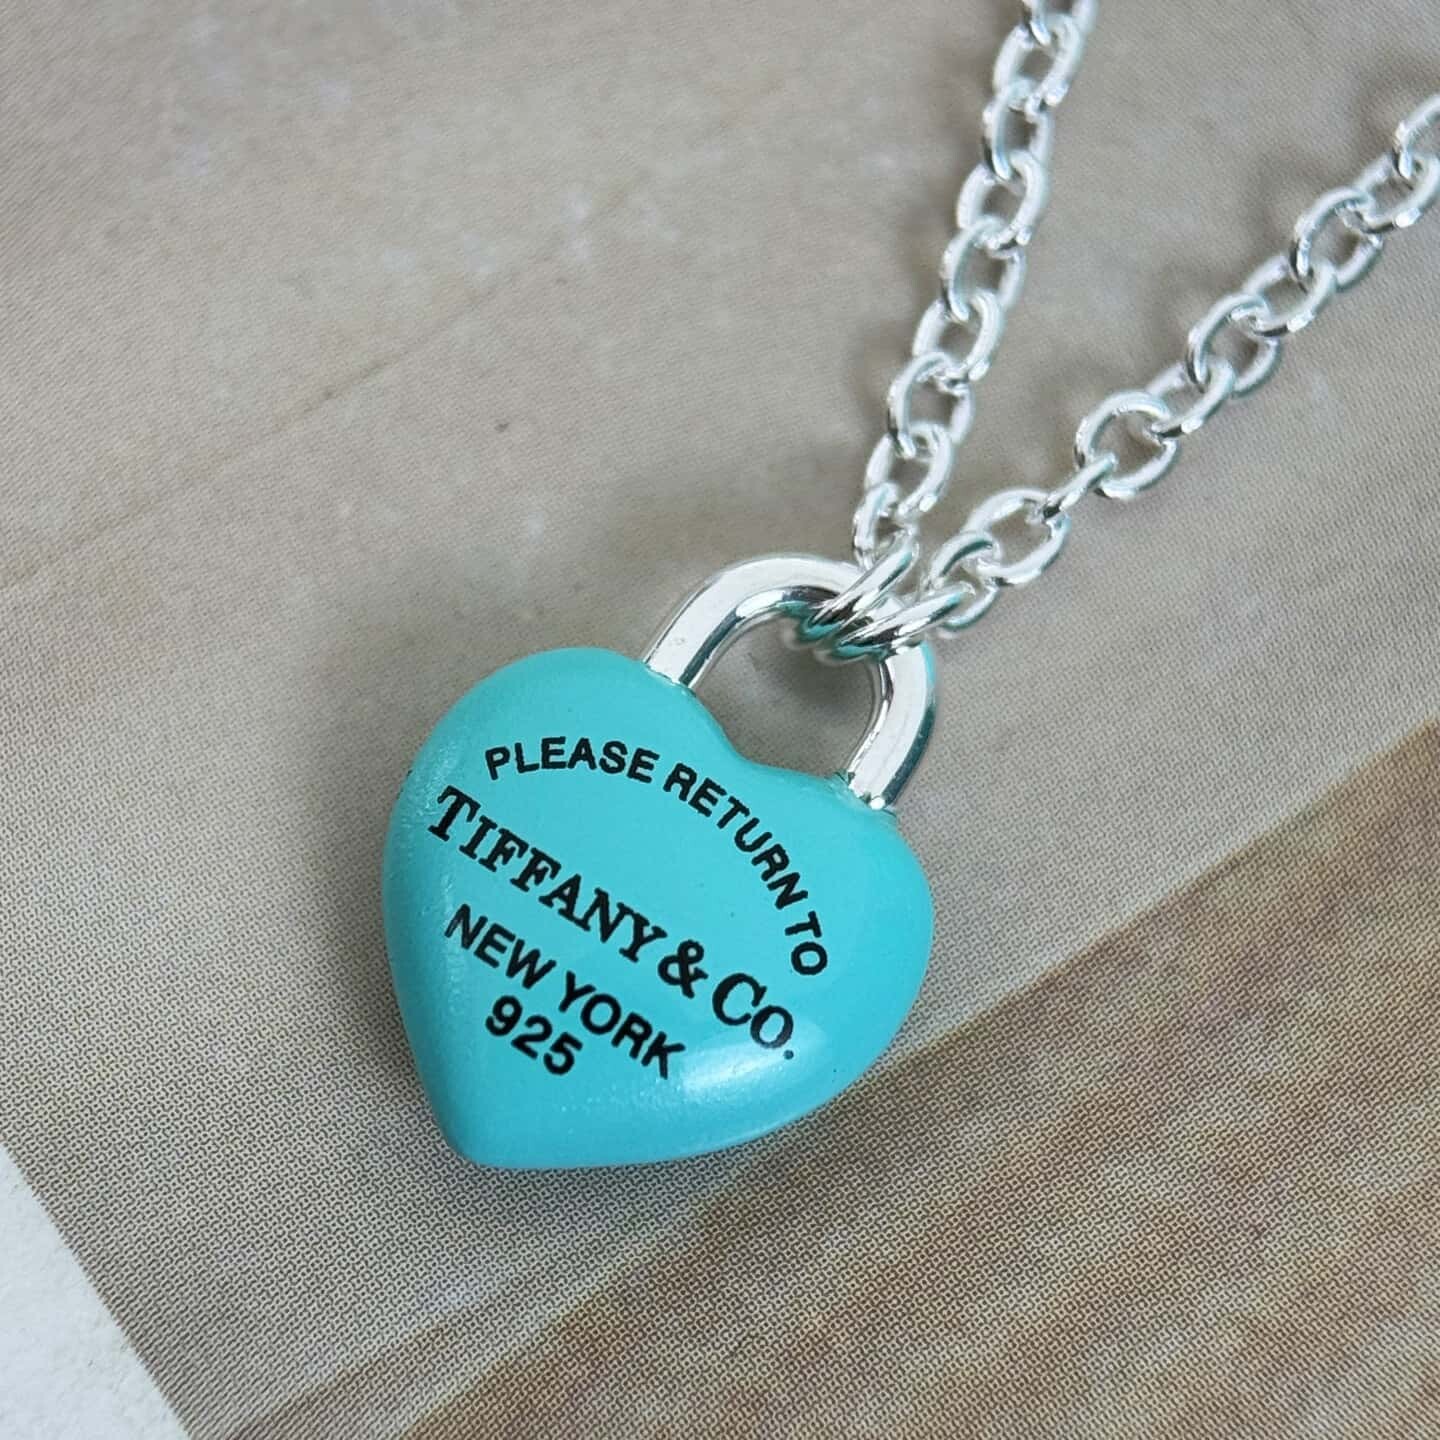 PLEASE RETURN TO
TIFFANY & CO.
NEW YORK
925